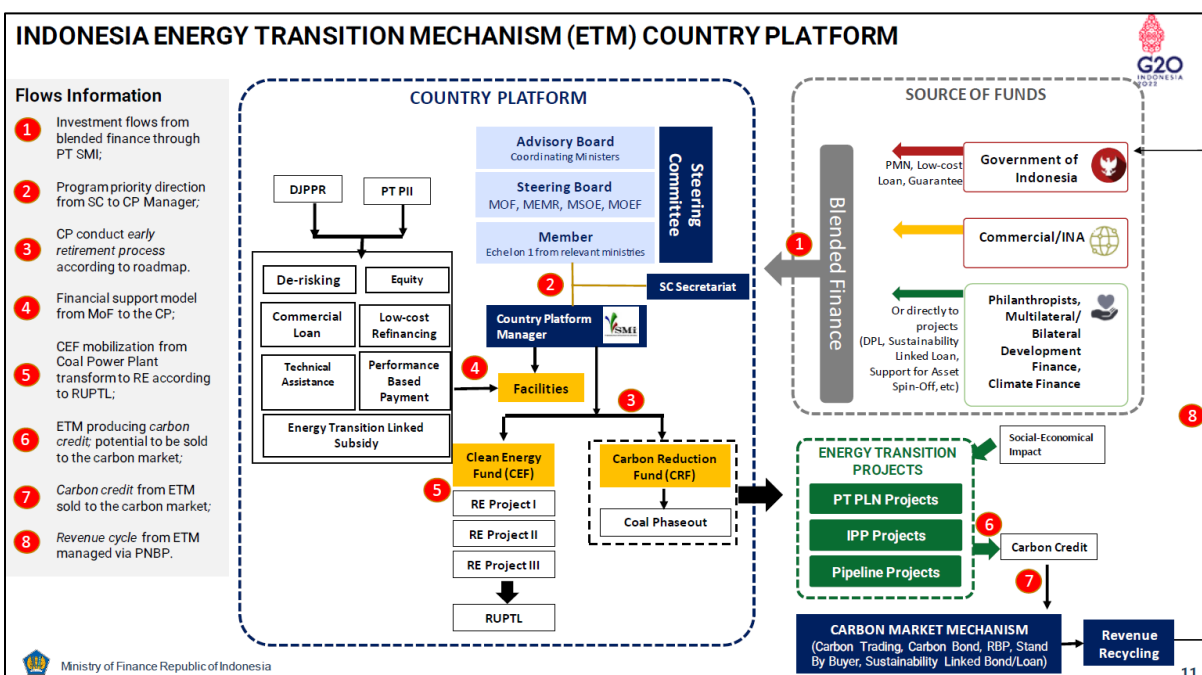 INDONESIA ENERGY TRANSITION MECHANISM (ETM) COUNTRY PLATFORM
G20
INDONESIA
2022
Flows Information
1
Investment flows from
blended finance through
PT SMI;
2
Program priority direction
from SC to CP Manager;
3
CP conduct early
retirement process
according to roadmap.
4
Financial support model
from MoF to the CP;
5
CEF mobilization from
Coal Power Plant
transform to RE according
to RUPTL;
6
ETM producing carbon
credit; potential to be sold
to the carbon market;
7
Carbon credit from ETM
sold to the carbon market;
8
Revenue cycle from ETM
managed via PNBP.
COUNTRY PLATFORM
Advisory Board
Coordinating Ministers
Steering Board
MOF, MEMR, MSOE, MOEF
Member
Echelon 1 from relevant ministries
Steering
Committee
DJPPR
PT PII
De-risking
Equity
Commercial
Loan
Low-cost
Refinancing
Technical
Assistance
Performance
Based
Payment
Energy Transition Linked
Subsidy
2
SC Secretariat
Country Platform
Manager
SMi
4
Facilities
3
Clean Energy
Fund (CEF)
5
RE Project I
RE Project II
RE Project III
RUPTL
Carbon Reduction
Fund (CRF)
Coal Phaseout
SOURCE OF FUNDS
1
Blended Finance
PMN, Low-cost
Loan, Guarantee
Government of
Indonesia
Commercial/INA
Or directly to
projects
(DPL, Sustainability
Linked Loan,
Support for Asset
Spin-Off, etc)
Philanthropists,
Multilateral/
Bilateral
Development
Finance,
Climate Finance
8
ENERGY TRANSITION
PROJECTS
PT PLN Projects
IPP Projects
Pipeline Projects
Social-Economical
Impact
6
Carbon Credit
7
CARBON MARKET MECHANISM
(Carbon Trading, Carbon Bond, RBP, Stand
By Buyer, Sustainability Linked Bond/Loan)
Revenue
Recycling
Ministry of Finance Republic of Indonesia
11